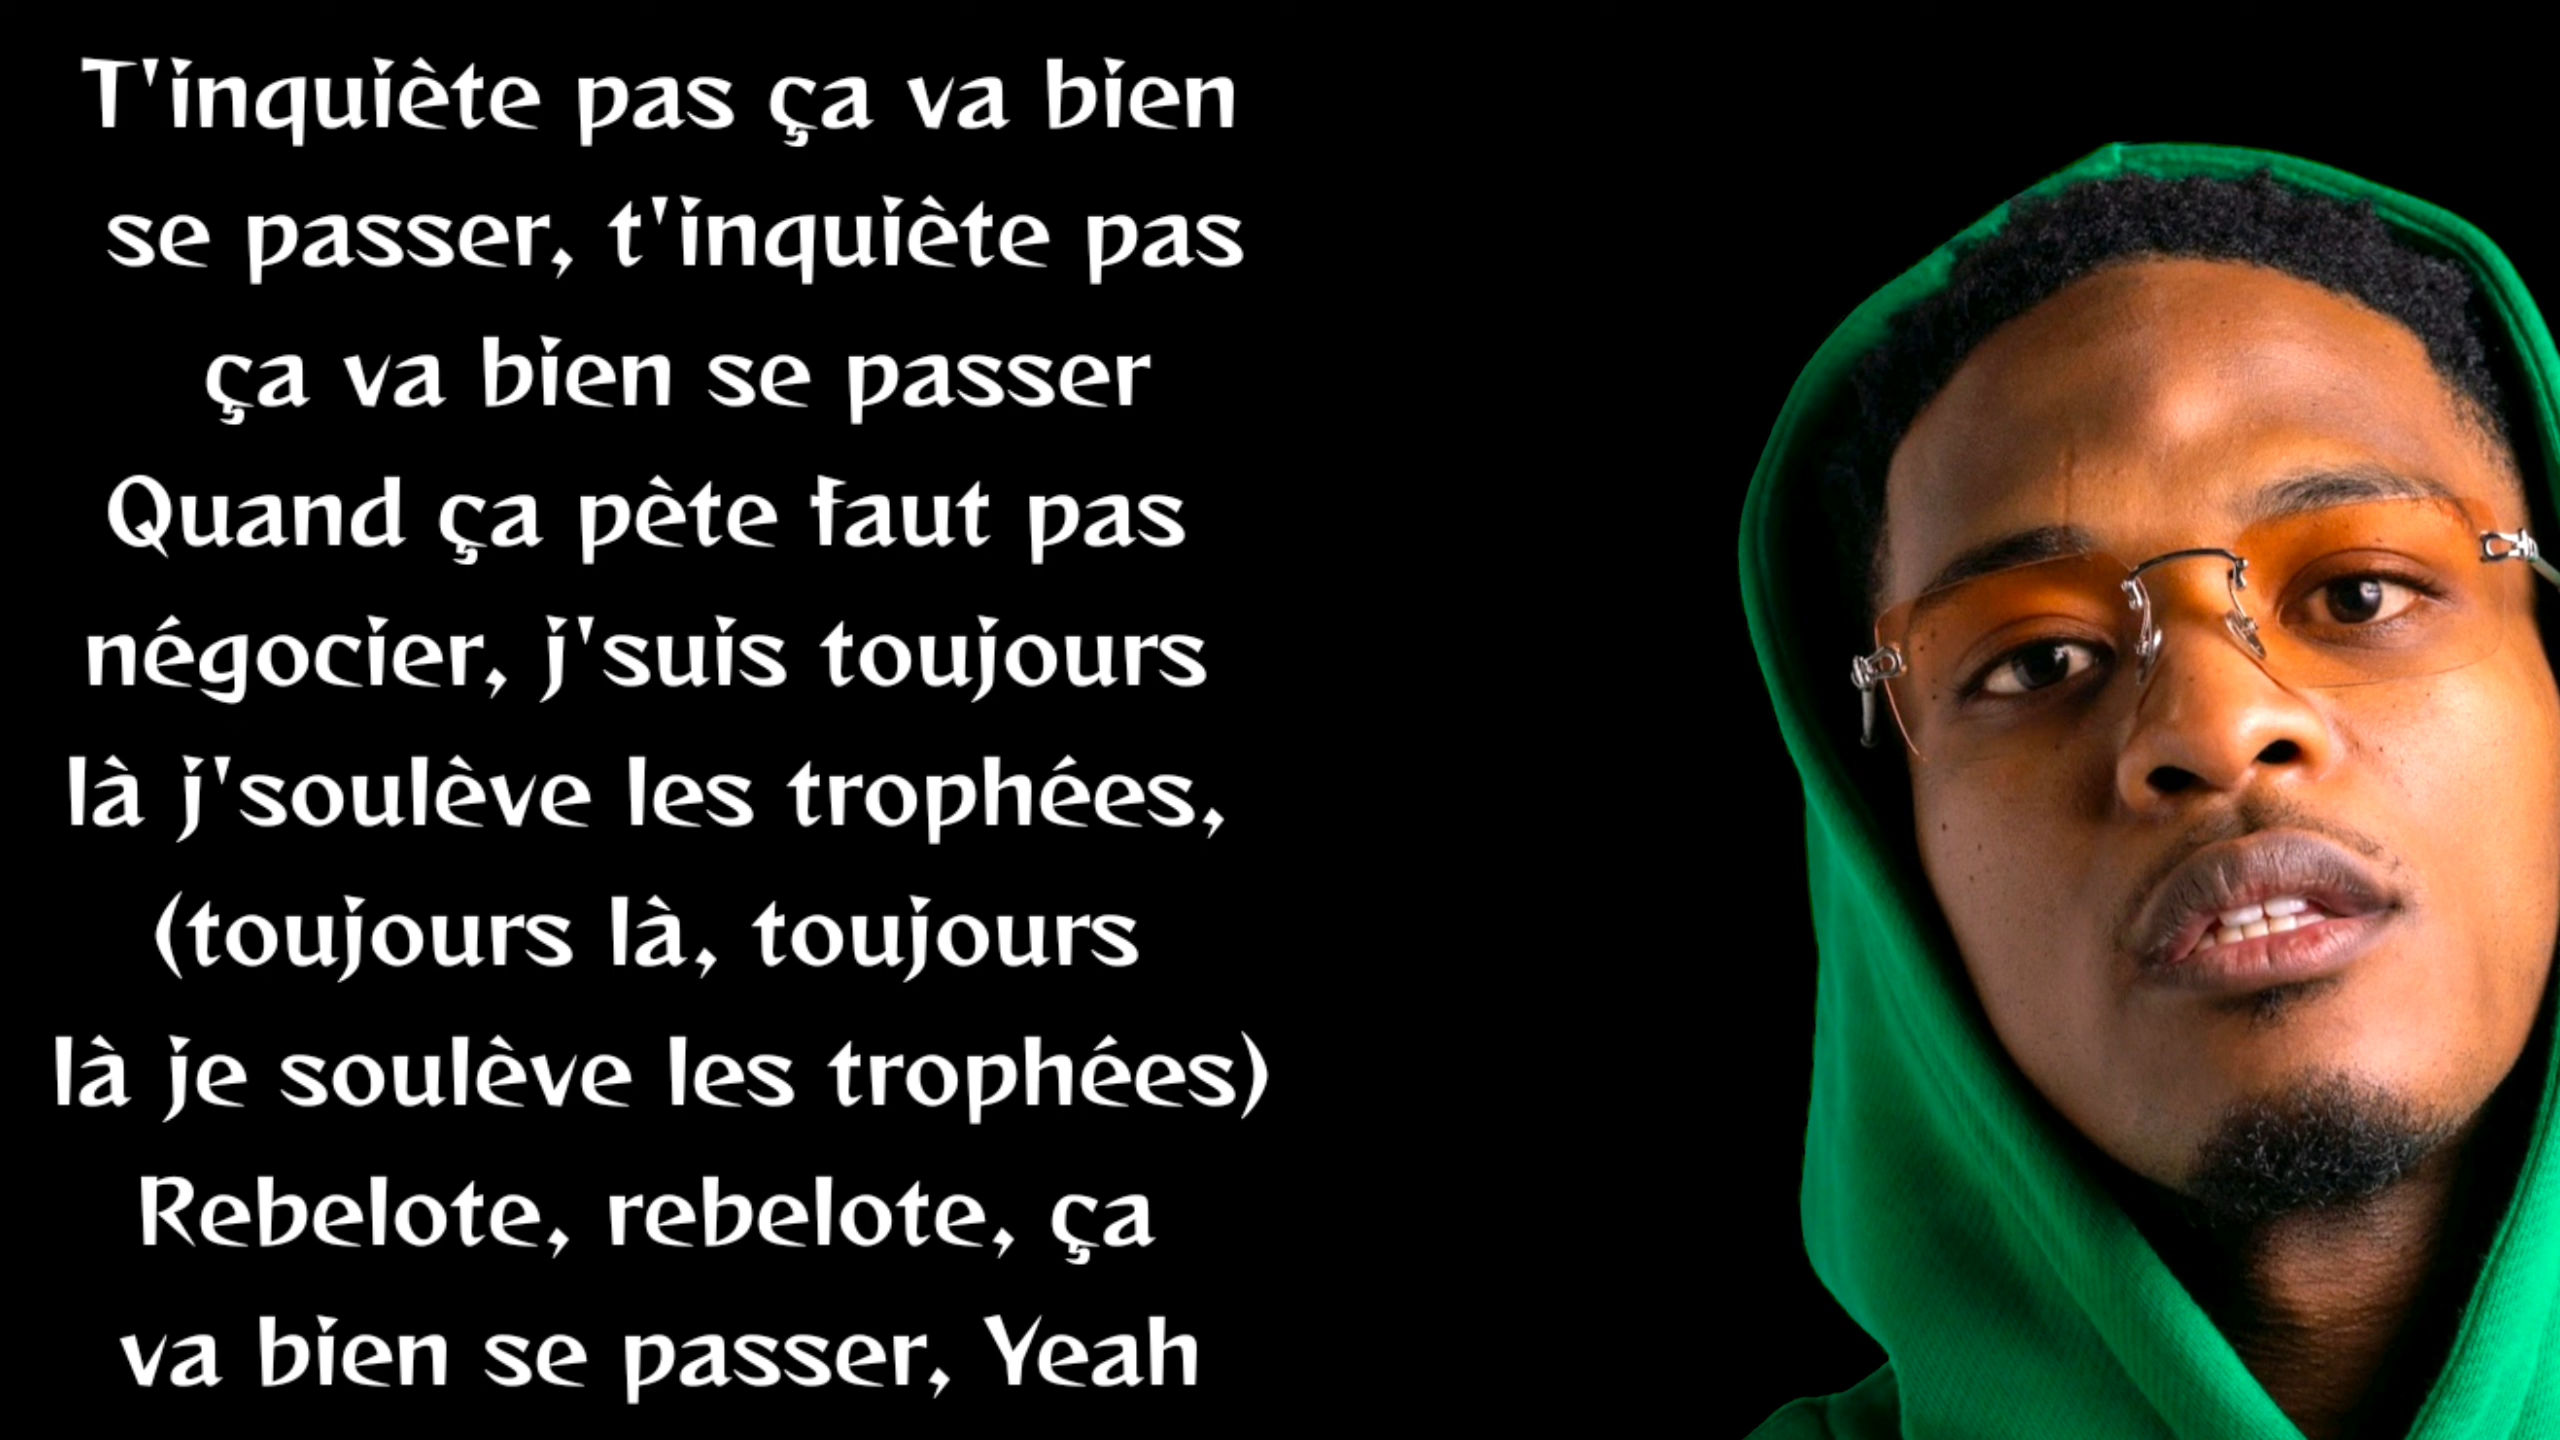 T'inquiète pas ça va bien
se passer, t'inquiète pas
ça va bien se passer
Quand ça pète faut pas
négocier, j'suis toujours
là j'soulève les trophées,
(toujours là, toujours
là je soulève les trophées)
Rebelote, rebelote, ça
va bien se passer, Yeah